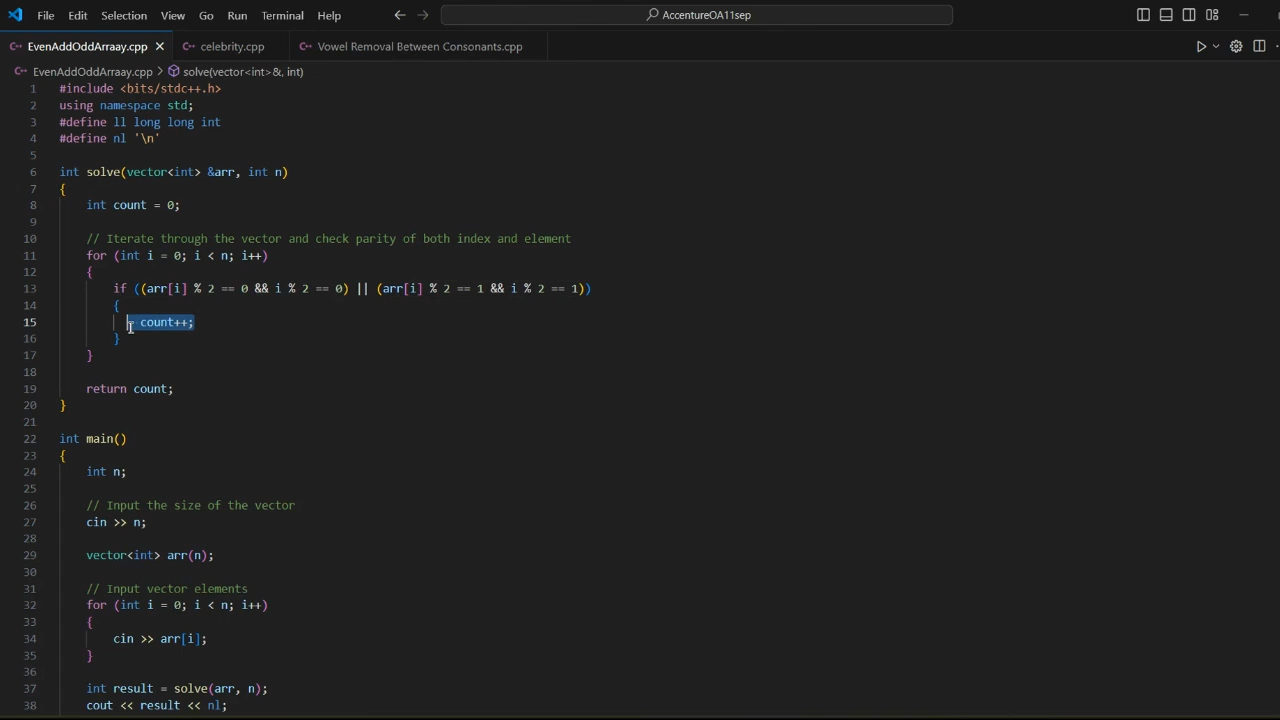 File Edit Selection View Go Run Terminal Help AccentureOA11sep
EvenAddOddArraay.cpp celebrity.cpp Vowel Removal Between Consonants.cpp
EvenAddOddArraay.cpp > solve(vector<int>&, int)
1 #include <bits/stdc++.h>
2 using namespace std;
3 #define ll long long int
4 #define nl '\n'
5
6 int solve(vector<int> &arr, int n)
7 {
8 int count = 0;
9
10 // Iterate through the vector and check parity of both index and element
11 for (int i = 0; i < n; i++)
12 {
13 if ((arr[i] % 2 == 0 && i % 2 == 0) || (arr[i] % 2 == 1 && i % 2 == 1))
14 {
15 count++;
16 }
17 }
18
19 return count;
20 }
21
22 int main()
23 {
24 int n;
25
26 // Input the size of the vector
27 cin >> n;
28
29 vector<int> arr(n);
30
31 // Input vector elements
32 for (int i = 0; i < n; i++)
33 {
34 cin >> arr[i];
35 }
36
37 int result = solve(arr, n);
38 cout << result << nl;